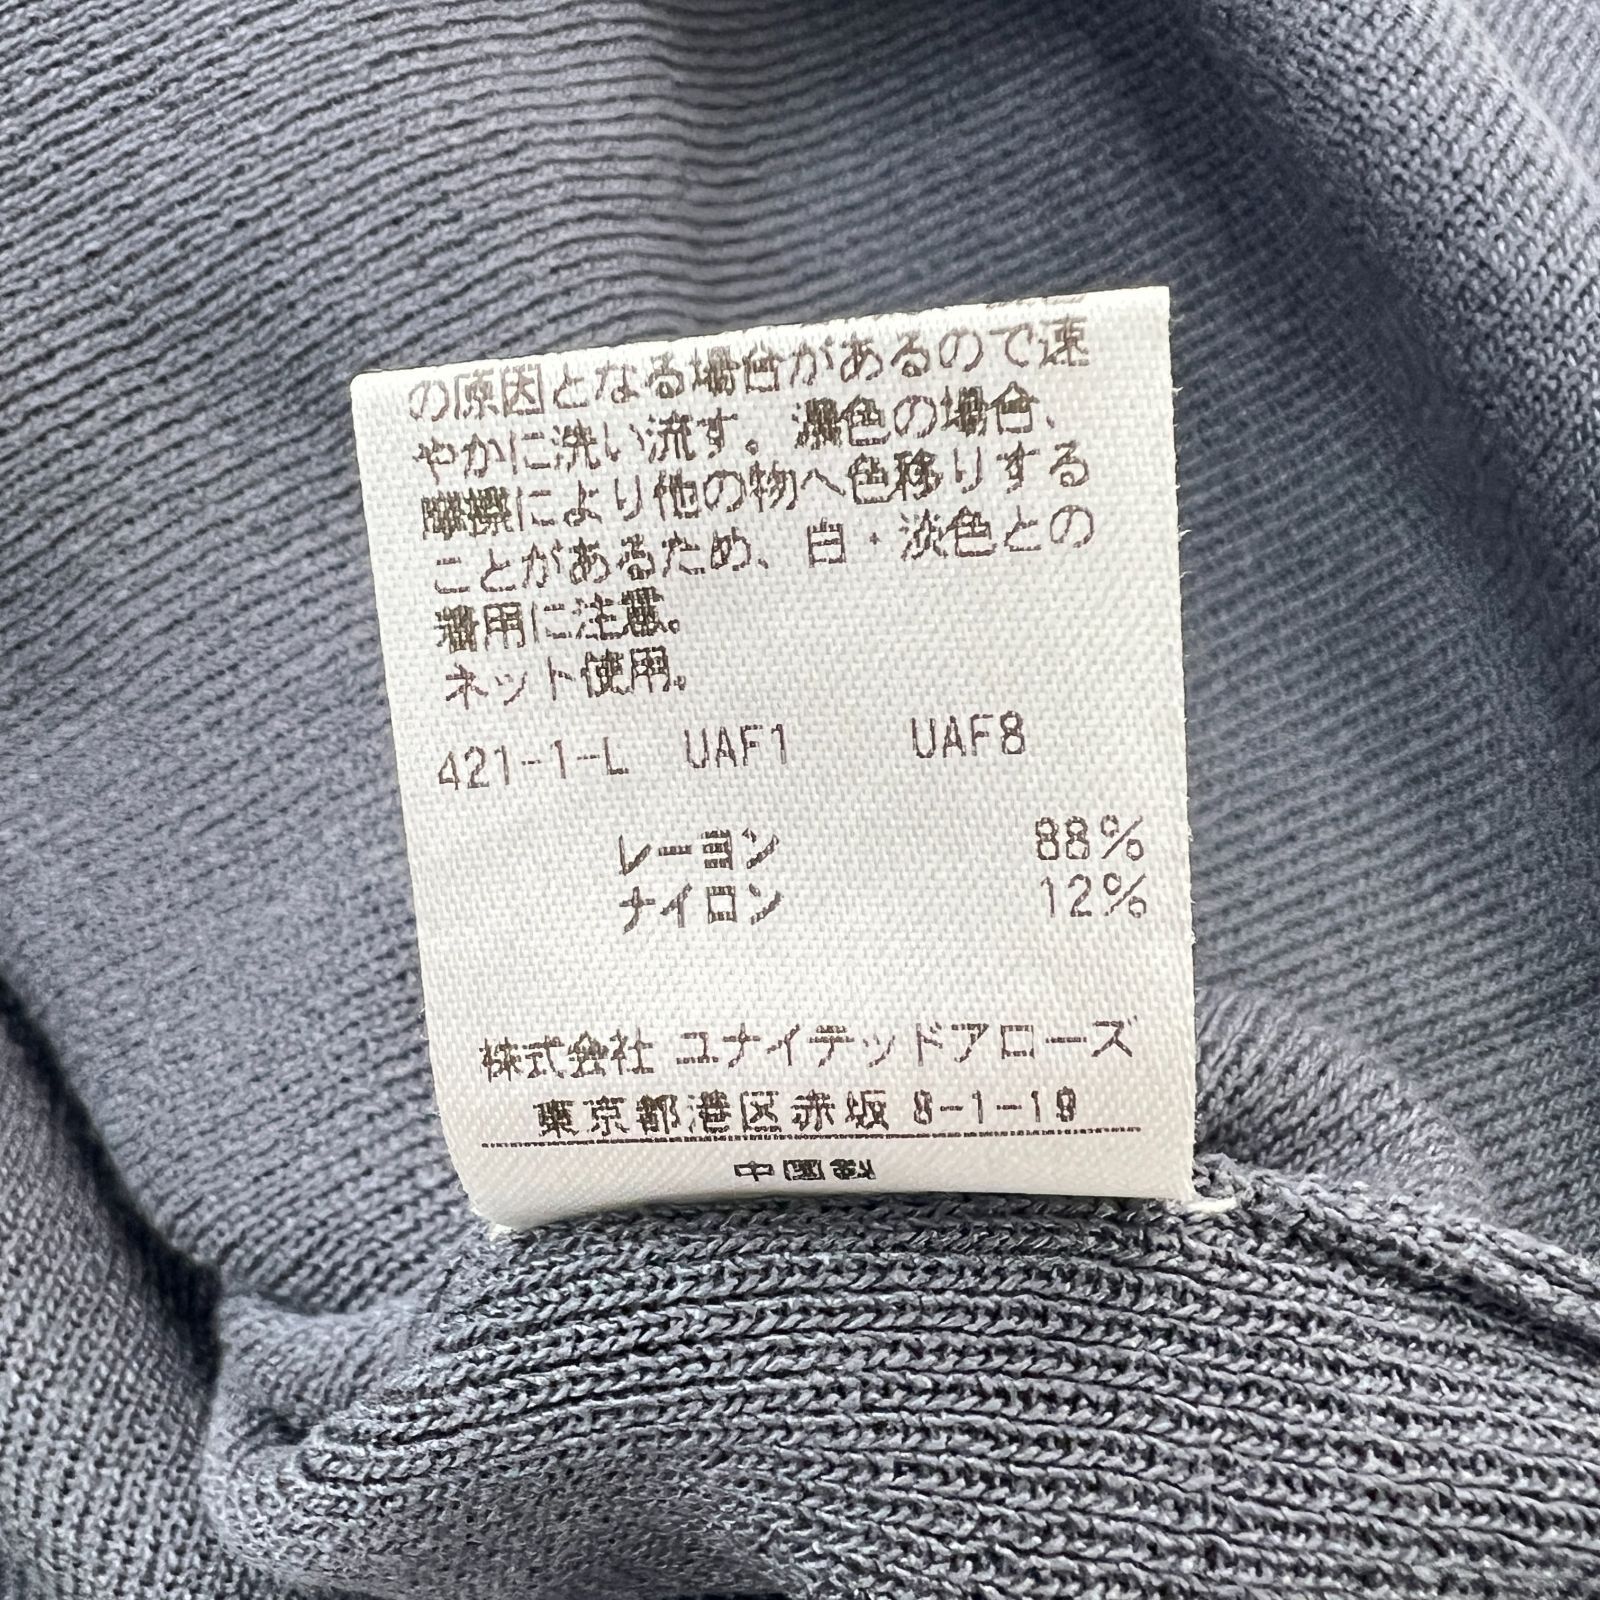 の原因となる場合があるので速
やかに洗い流す。濃色の場合、
摩擦により他の物へ色移りする
ことがあるため、白・淡色との
着用に注意。
ネット使用。
421-1-L UAF1 UAF8
レーヨン 88%
ナイロン 12%
株式会社 ユナイテッドアローズ
東京都港区赤坂 8-1-19
中国製